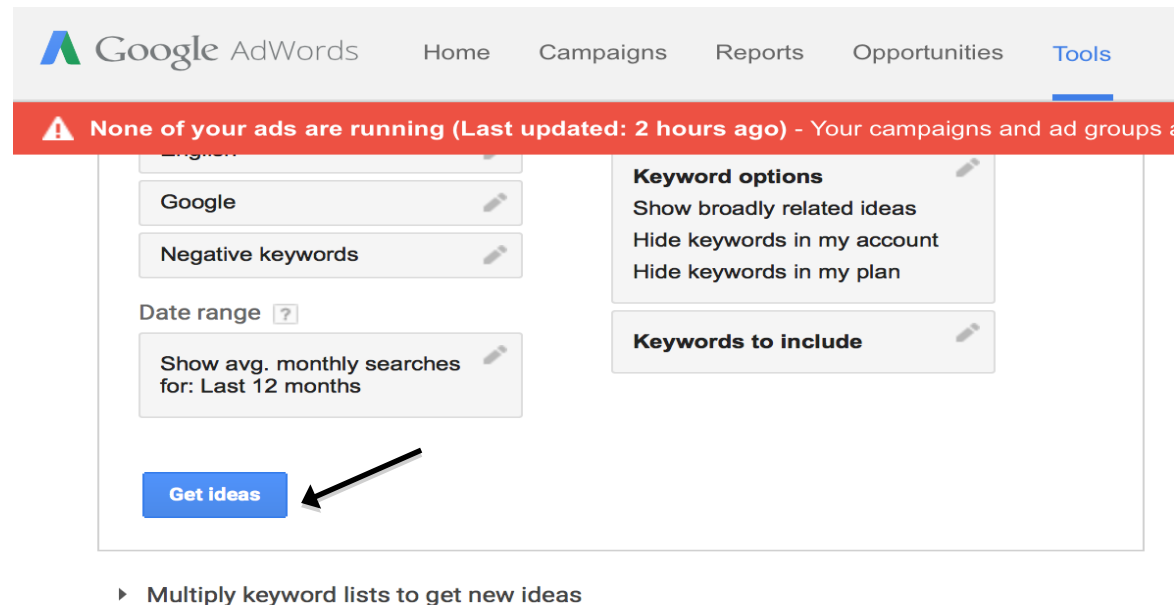 Google AdWords Home Campaigns Reports Opportunities Tools
None of your ads are running (Last updated: 2 hours ago) - Your campaigns and ad groups
English
Google
Negative keywords
Date range ?
Show avg. monthly searches
for: Last 12 months
Get ideas
Keyword options
Show broadly related ideas
Hide keywords in my account
Hide keywords in my plan
Keywords to include
Multiply keyword lists to get new ideas